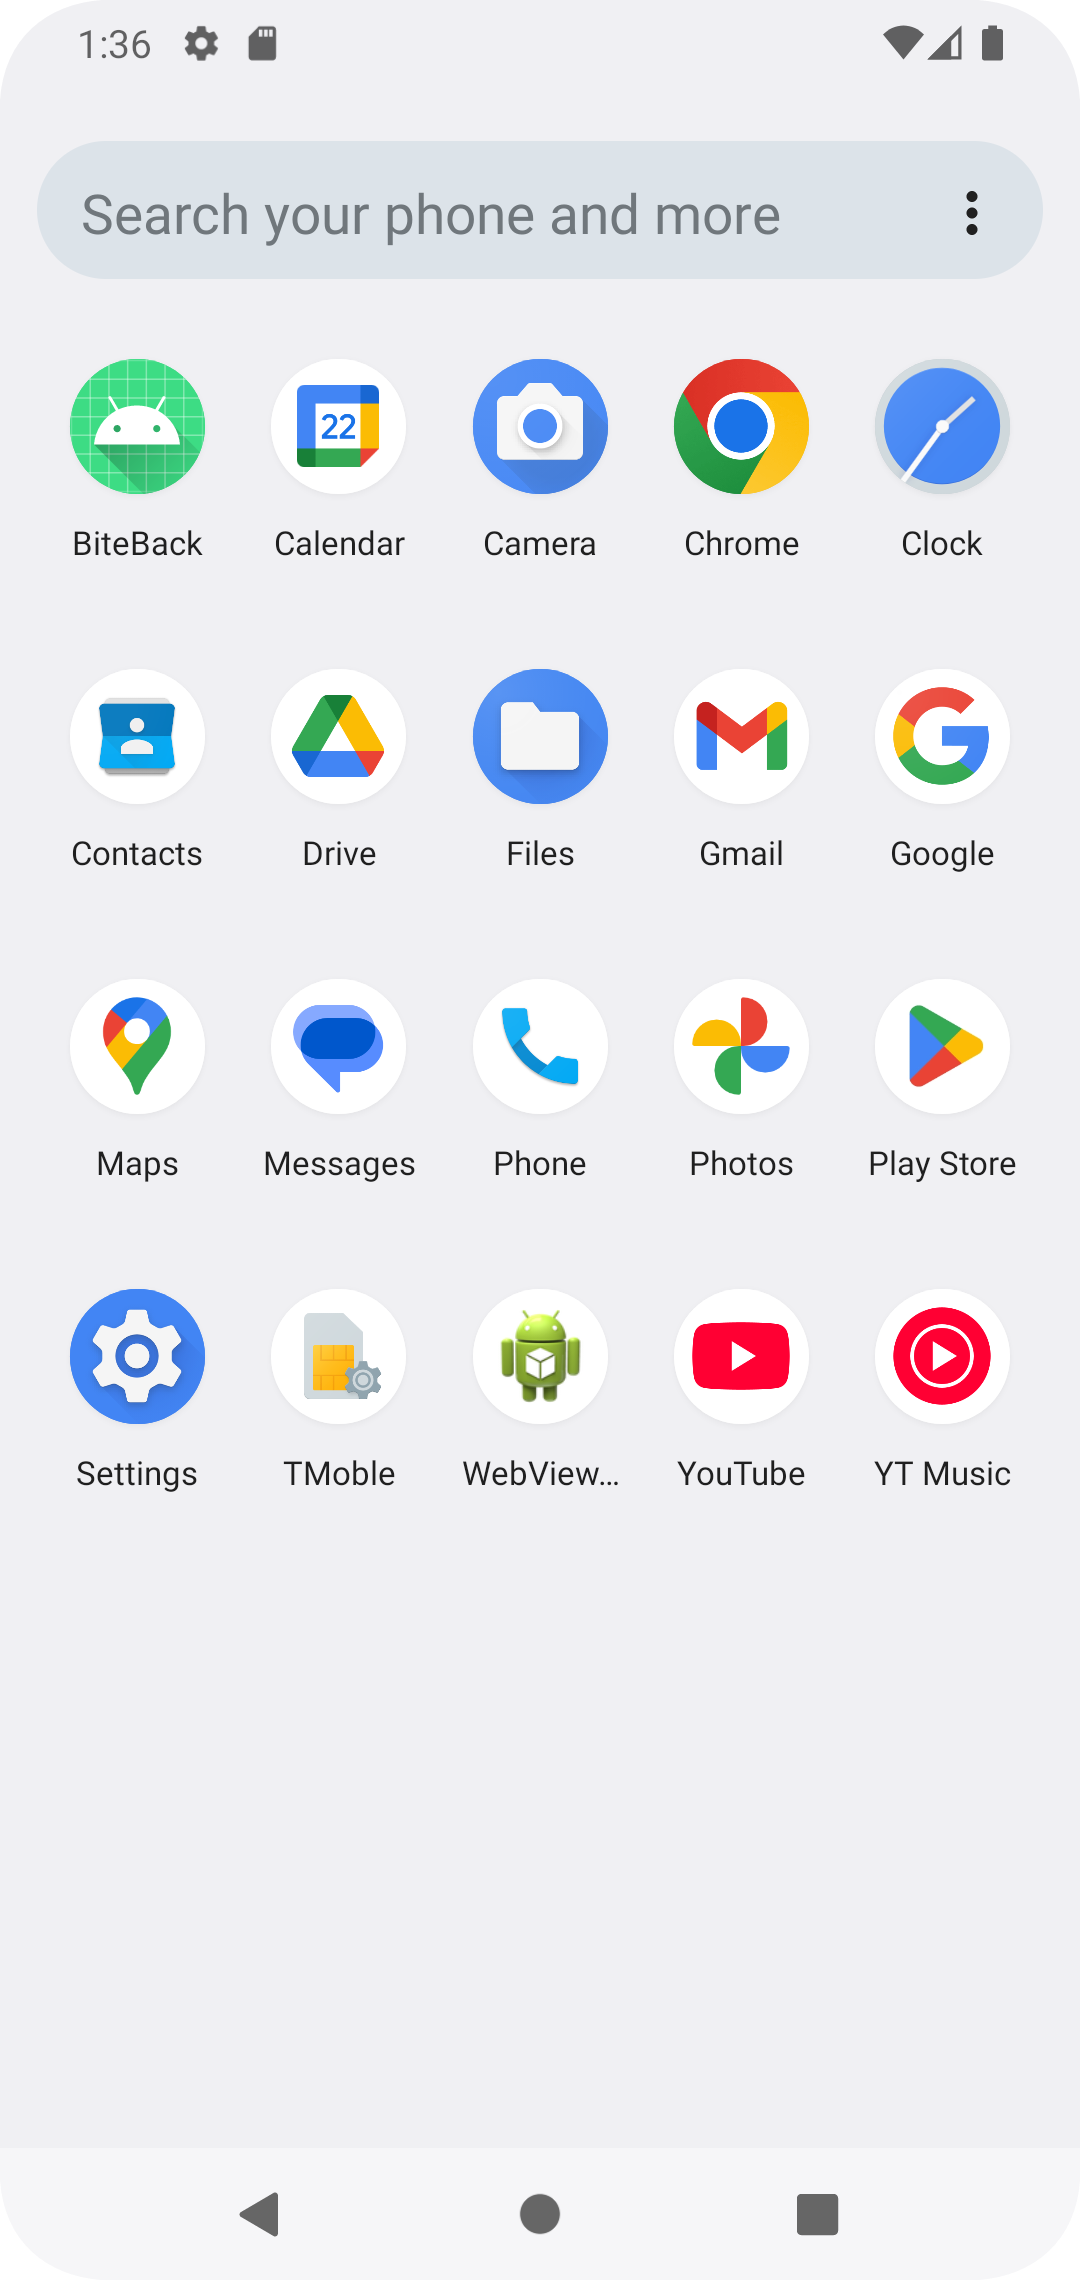 1:36
Search your phone and more
22
BiteBack Calendar Camera Chrome Clock
Contacts Drive Files Gmail Google
Maps Messages Phone Photos Play Store
Settings TMoble WebView... YouTube YT Music